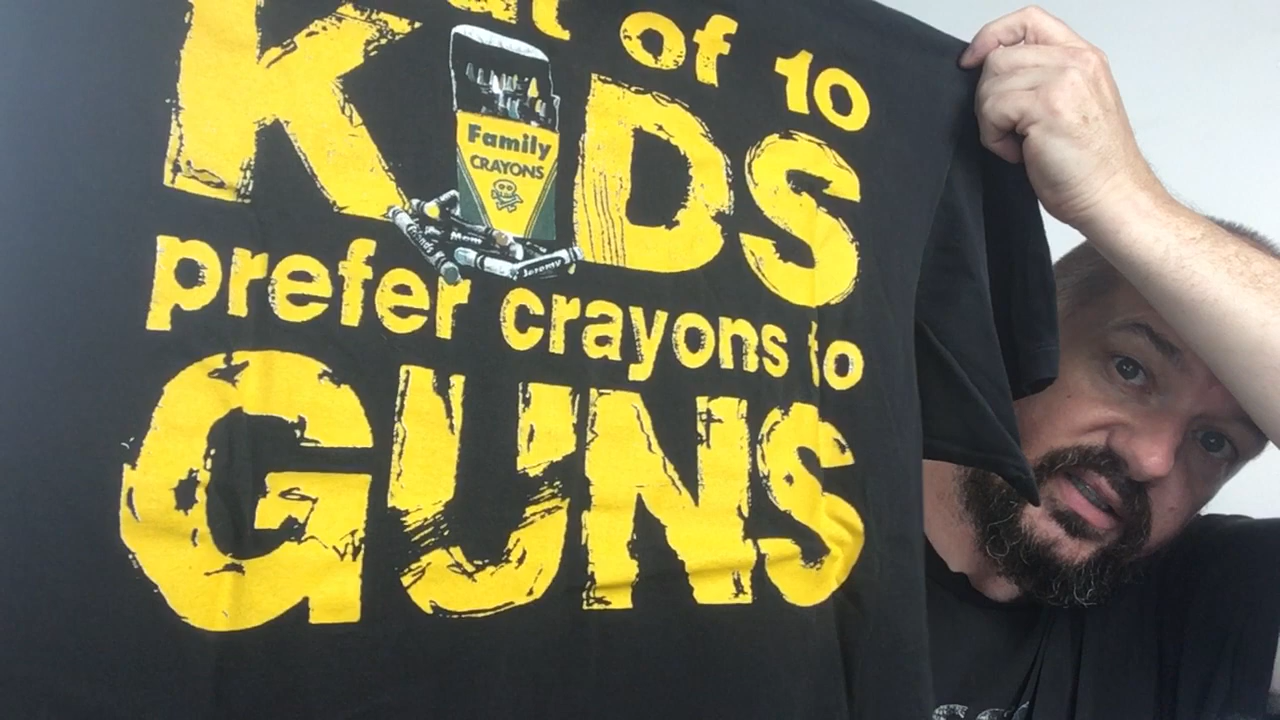 of 10
KIDS
Family
CRAYONS
Mom
Jeremy
prefer crayons to
GUNS